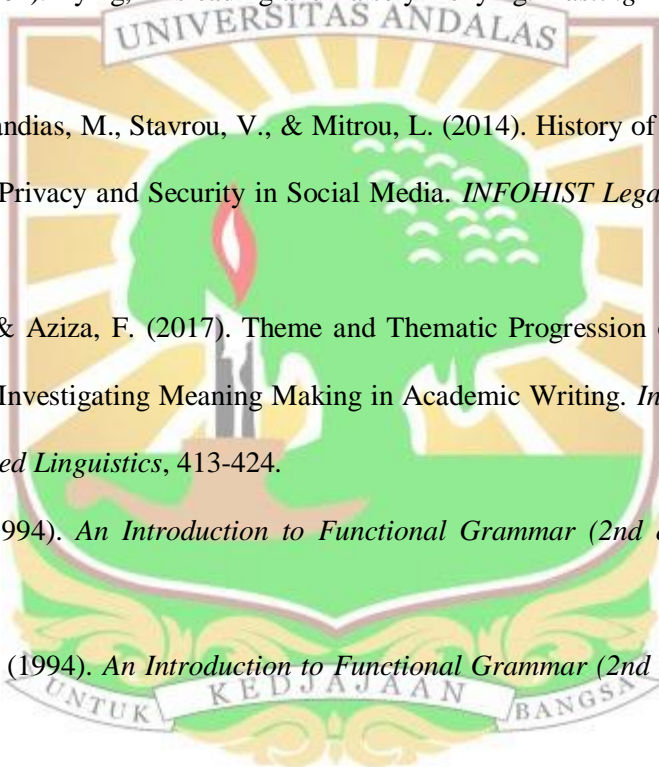 UNIVERSITAS ANDALAS
andias, M., Stavrou, V., & Mitrou, L. (2014). History of
Privacy and Security in Social Media. INFOHIST Lega
& Aziza, F. (2017). Theme and Thematic Progression
Investigating Meaning Making in Academic Writing. In
ed Linguistics, 413-424.
994). An Introduction to Functional Grammar (2nd
(1994). An Introduction to Functional Grammar (2nd
UNTUK KEDJAJAAN BANGSA